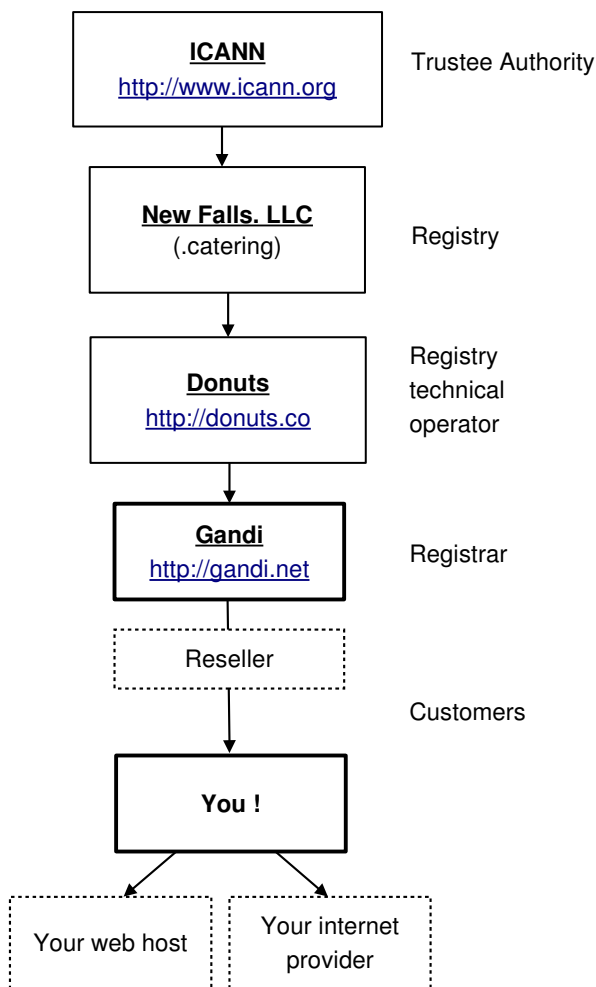 ICANN
http://www.icann.org
Trustee Authority
New Falls. LLC
(.catering)
Registry
Donuts
http://donuts.co
Registry
technical
operator
Gandi
http://gandi.net
Registrar
Reseller
Customers
You !
Your web host
Your internet
provider